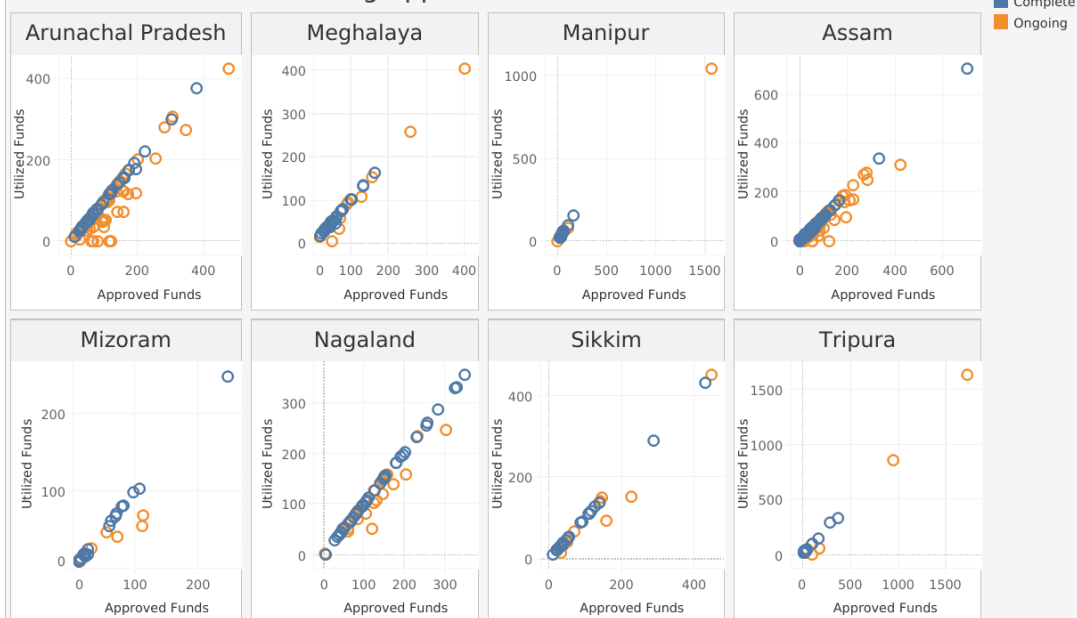 Complete
Ongoing
Arunachal Pradesh
Meghalaya
Manipur
Assam
Utilized Funds
400
200
0
0
200
400
Approved Funds
Utilized Funds
400
300
200
100
0
0
100
200
300
400
Approved Funds
Utilized Funds
1000
500
0
0
500
1000
1500
Approved Funds
Utilized Funds
600
400
200
0
0
200
400
600
Approved Funds
Mizoram
Nagaland
Sikkim
Tripura
Utilized Funds
200
100
0
0
100
200
Approved Funds
Utilized Funds
300
200
100
0
0
100
200
300
Approved Funds
Utilized Funds
400
200
0
0
200
400
Approved Funds
Utilized Funds
1500
1000
500
0
0
500
1000
1500
Approved Funds